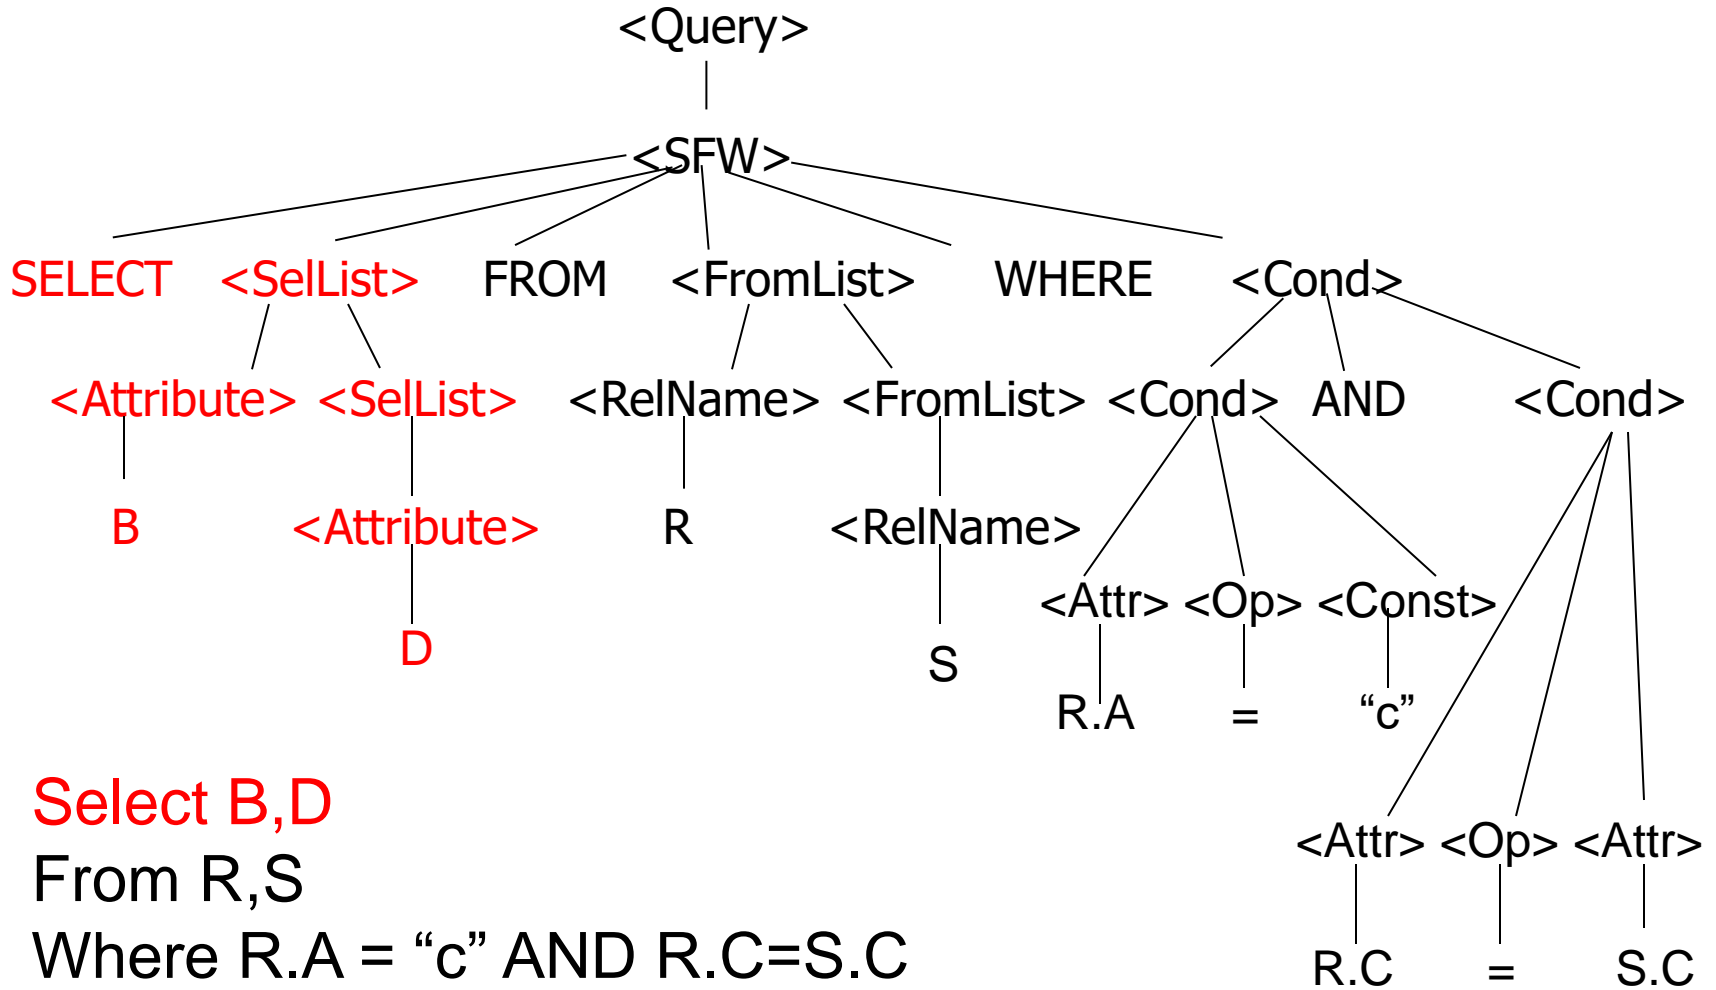 <Query>
<SFW>
SELECT <SelList> FROM <FromList> WHERE <Cond>
<Attribute> <SelList> <RelName> <FromList> <Cond> AND <Cond>
B <Attribute> R <RelName>
<Attr> <Op> <Const>
D S
R.A = “c”
<Attr> <Op> <Attr>
R.C = S.C
Select B,D
From R,S
Where R.A = “c” AND R.C=S.C